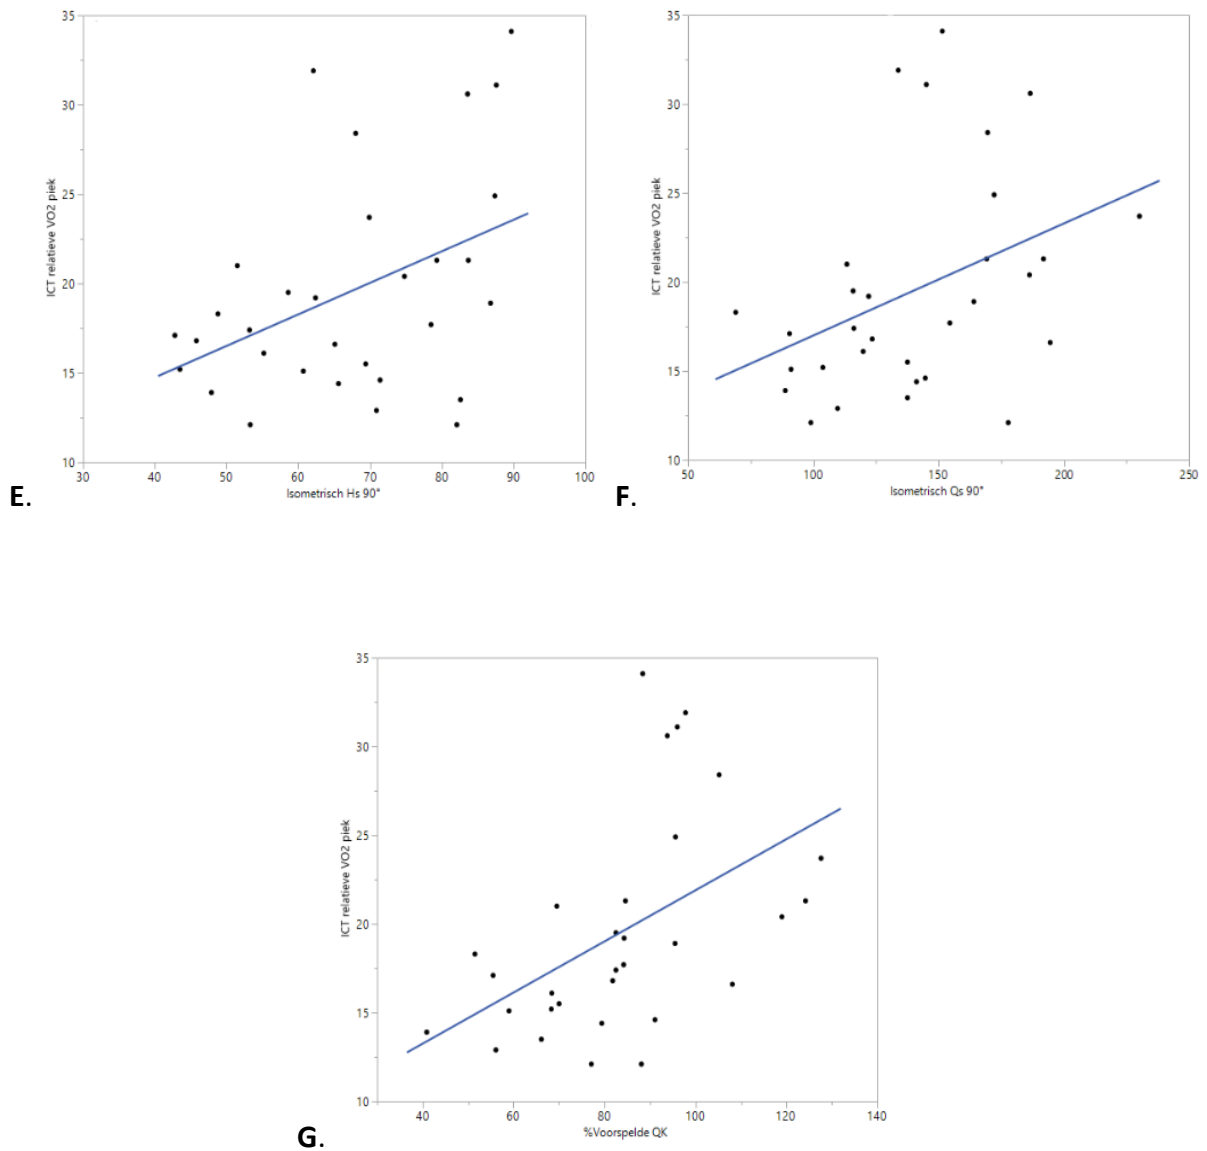 35
30
25
20
15
10
ICT relatieve VO2 piek
30 40 50 60 70 80 90 100
Isometrisch Hs 90°
E.
35
30
25
20
15
10
ICT relatieve VO2 piek
50 100 150 200 250
Isometrisch Qs 90°
F.
35
30
25
20
15
10
ICT relatieve VO2 piek
40 60 80 100 120 140
%Voorspelde QK
G.